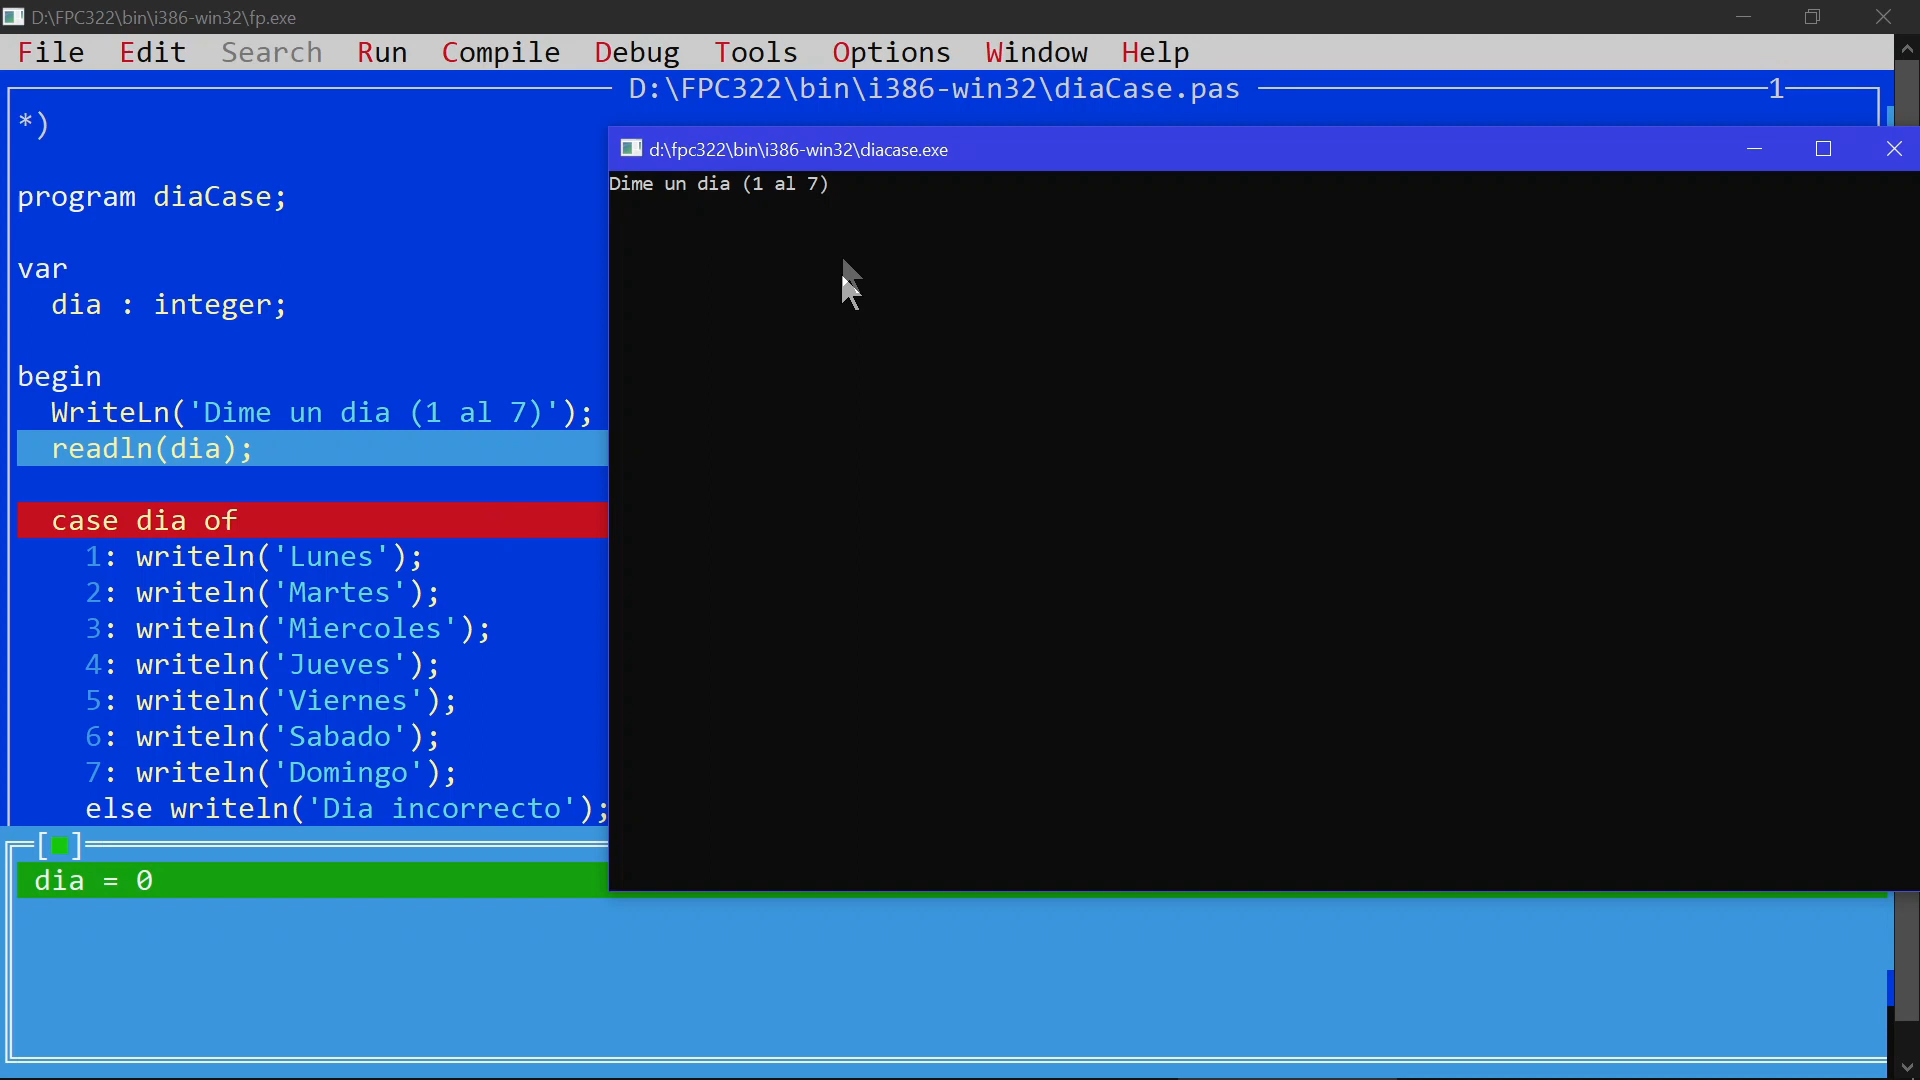 D:\FPC322\bin\i386-win32\fp.exe
File Edit Search Run Compile Debug Tools Options Window Help
D:\FPC322\bin\i386-win32\diaCase.pas 1
*)
program diaCase;
var
dia : integer;
begin
WriteLn('Dime un dia (1 al 7)');
readln(dia);
case dia of
1: writeln('Lunes');
2: writeln('Martes');
3: writeln('Miercoles');
4: writeln('Jueves');
5: writeln('Viernes');
6: writeln('Sabado');
7: writeln('Domingo');
else writeln('Dia incorrecto');
[■]
dia = 0
d:\fpc322\bin\i386-win32\diacase.exe
Dime un dia (1 al 7)